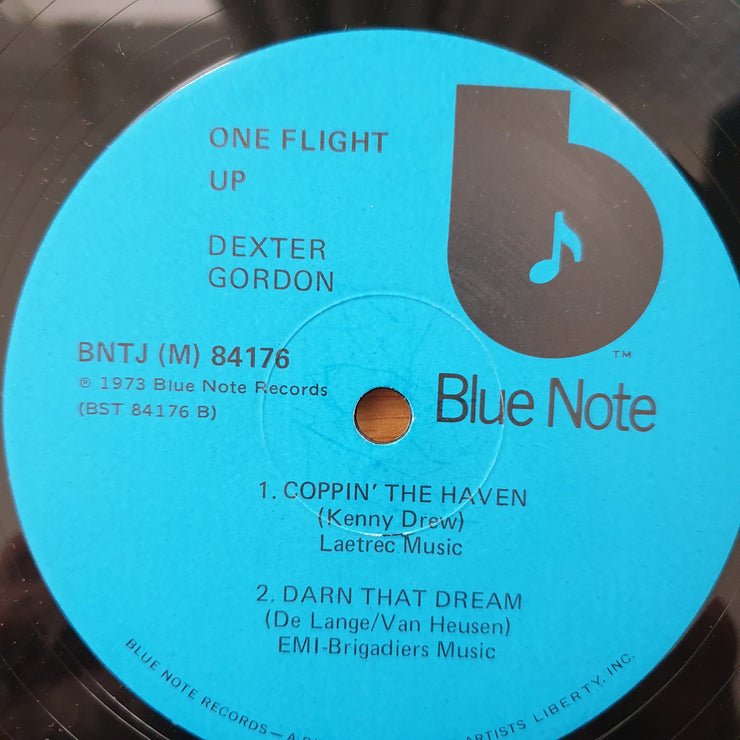 ONE FLIGHT
UP
DEXTER
GORDON
BNTJ (M) 84176
℗ 1973 Blue Note Records
(BST 84176 B)
TM
Blue Note
1. COPPIN' THE HAVEN
(Kenny Drew)
Laetrec Music
2. DARN THAT DREAM
(De Lange/Van Heusen)
EMI-Brigadiers Music
BLUE NOTE RECORDS—A
ARTISTS LIBERTY, INC.